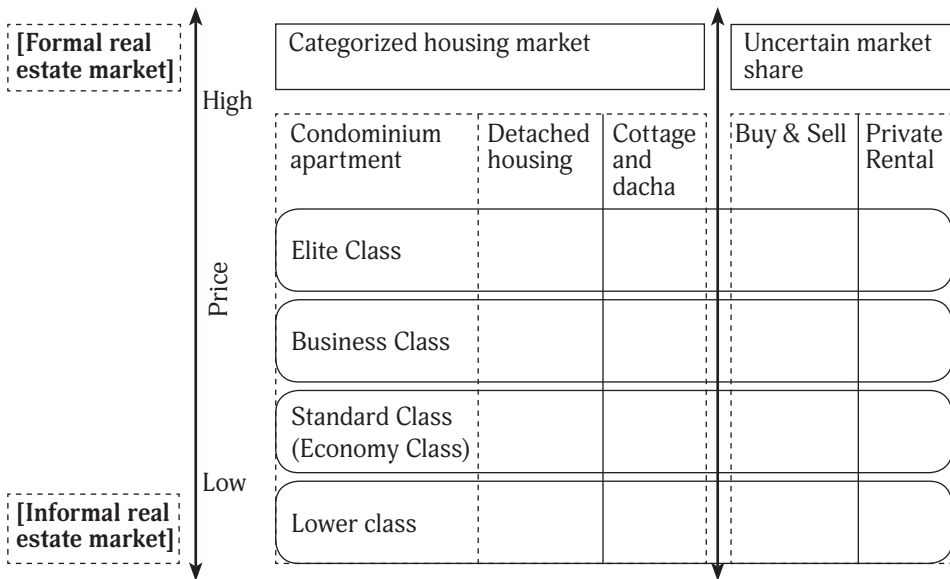 [Formal real
estate market]
Categorized housing market
Uncertain market
share
High
Condominium
apartment
Detached
housing
Cottage
and
dacha
Buy & Sell
Private
Rental
Elite Class
Price
Business Class
Standard Class
(Economy Class)
Low
[Informal real
estate market]
Lower class